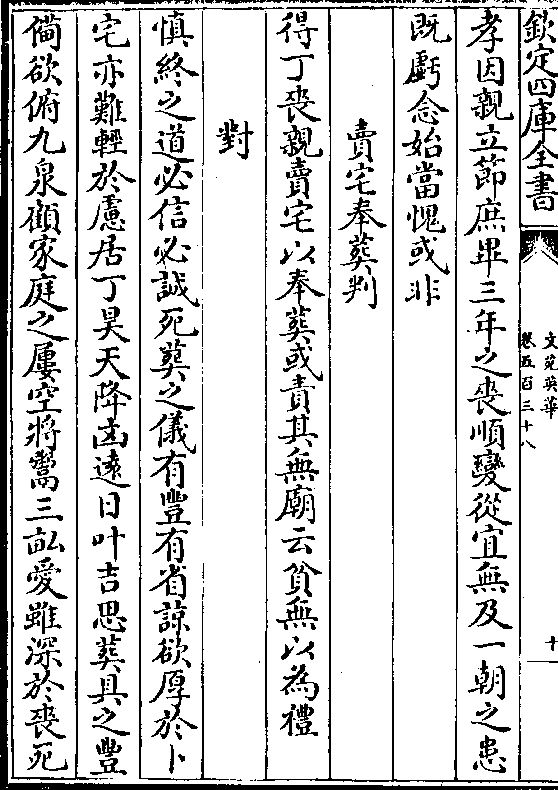 欽定四庫全書
文苑英華
卷五百三十八
十
孝因親立節庶畢三年之喪順變從宜無及一朝之患
既虧念始當愧或非
賣宅奉葬判
得丁喪親賣宅以奉葬或責其無廟云貧無以為禮
對
慎終之道必信必誠死葬之儀有豐有省諒欲厚於卜
宅亦難輕於慮居丁昊天降凶遠日叶吉思葬具之豐
備欲俯九泉顧家庭之屢空將鬻三畝愛雖深於喪死